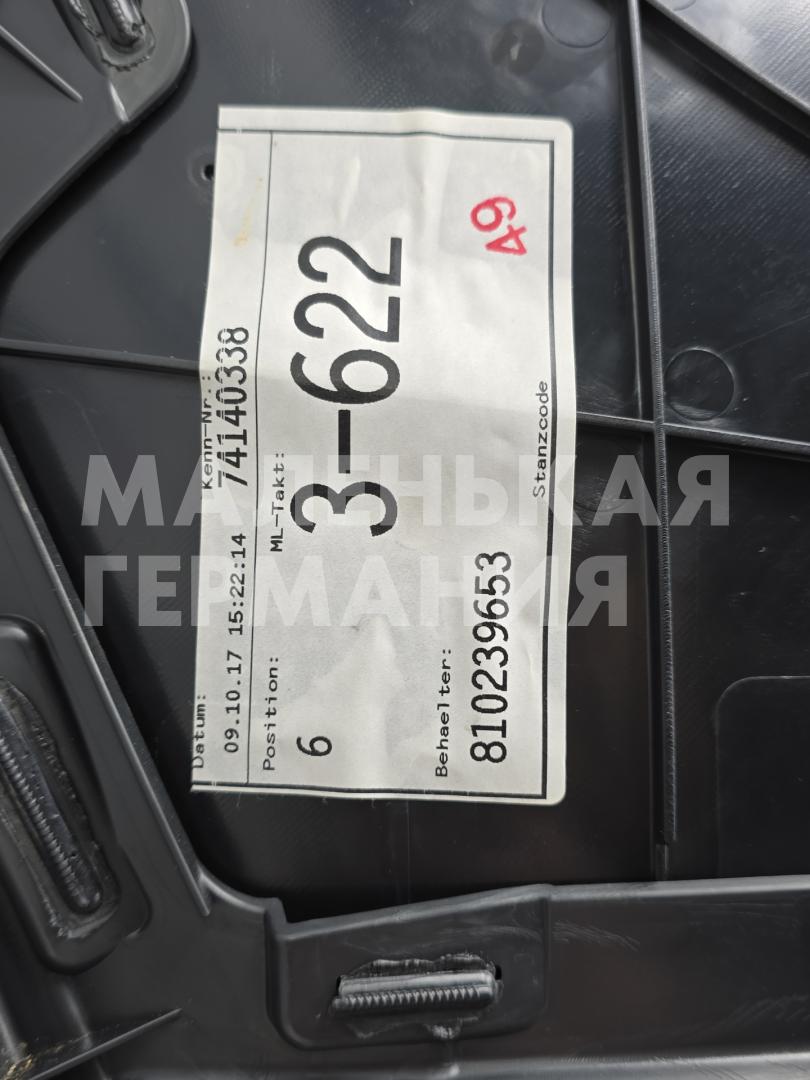 Datum:
Kenn-Nr.:
09.10.17 15:22:14
74140338
Position:
ML-Takt:
6
3-622
Behaelter:
810239653
49
Stanzcode
МАЛЕНЬКАЯ
ГЕРМАНИЯ